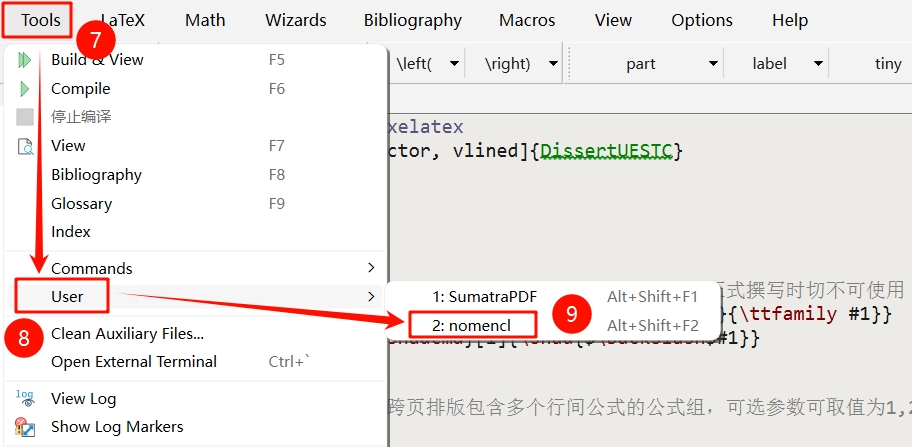 Tools LaTeX Math Wizards Bibliography Macros View Options Help
7
\left( \right) part label tiny
Build & View F5
Compile F6
停止编译
View F7
Bibliography F8
Glossary F9
Index
Commands
User
8
Clean Auxiliary Files...
Open External Terminal Ctrl+`
View Log
Show Log Markers
1: SumatraPDF Alt+Shift+F1
2: nomencl Alt+Shift+F2
9
xelatex
ctor, vlined]{DissertUESTC}
式撰写时切不可使用
}{\ttfamily #1}}
跨页排版包含多个行间公式的公式组，可选参数可取值为1,2